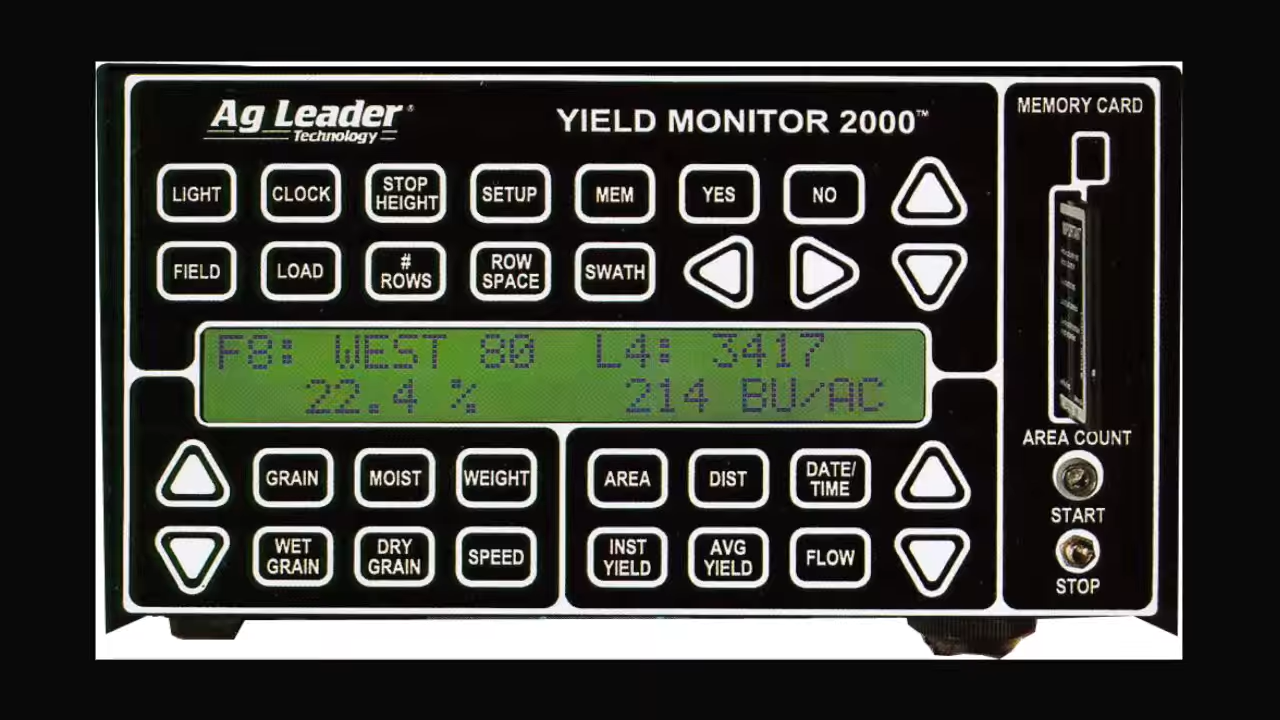 Ag Leader®
Technology
YIELD MONITOR 2000™
MEMORY CARD
LIGHT
CLOCK
STOP
HEIGHT
SETUP
MEM
YES
NO
FIELD
LOAD
#
ROWS
ROW
SPACE
SWATH
F8: WEST 80 L4: 3417
22.4 % 214 BU/AC
GRAIN
MOIST
WEIGHT
AREA
DIST
DATE/
TIME
WET
GRAIN
DRY
GRAIN
SPEED
INST
YIELD
AVG
YIELD
FLOW
AREA COUNT
START
STOP